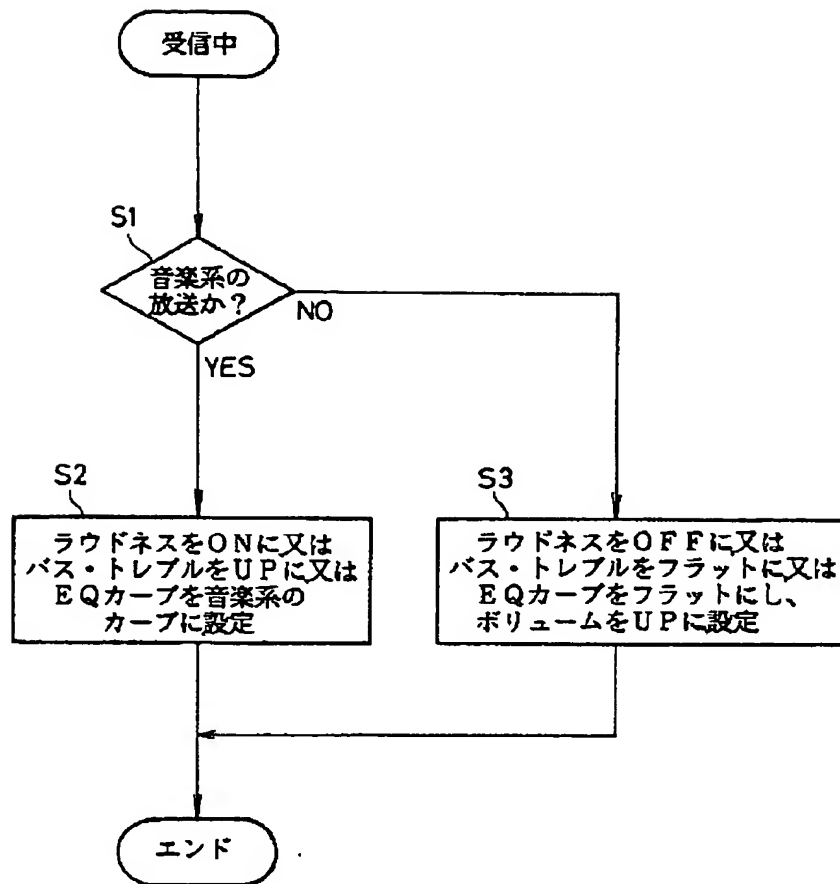 受信中
S1
音楽系の
放送か?
NO
YES
S2
ラウドネスをONに又は
バス・トレブルをUPに又は
EQカーブを音楽系の
カーブに設定
S3
ラウドネスをOFFに又は
バス・トレブルをフラットに又は
EQカーブをフラットにし、
ボリュームをUPに設定
エンド